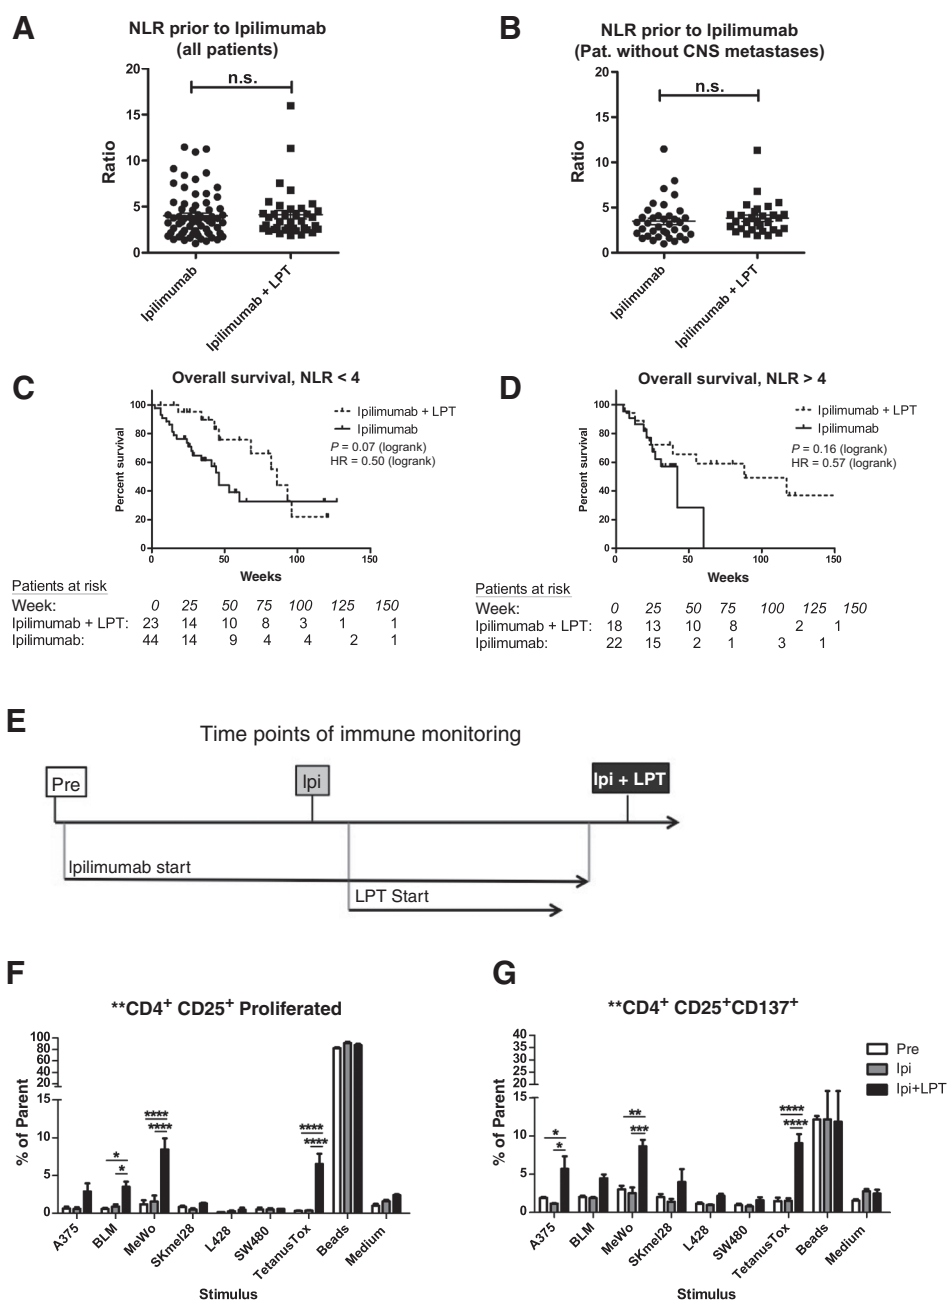 A
NLR prior to Ipilimumab
(all patients)
n.s.
20
15
10
5
0
Ratio
Ipilimumab
Ipilimumab + LPT
B
NLR prior to Ipilimumab
(Pat. without CNS metastases)
n.s.
20
15
10
5
0
Ratio
Ipilimumab
Ipilimumab + LPT
C
Overall survival, NLR < 4
100
80
60
40
20
0
Percent survival
Ipilimumab + LPT
Ipilimumab
P = 0.07 (logrank)
HR = 0.50 (logrank)
0 50 100 150
Weeks
Patients at risk
Week: 0 25 50 75 100 125 150
Ipilimumab + LPT: 23 14 10 8 3 1 1
Ipilimumab: 44 14 9 4 4 2 1
D
Overall survival, NLR > 4
100
80
60
40
20
0
Percent survival
Ipilimumab + LPT
Ipilimumab
P = 0.16 (logrank)
HR = 0.57 (logrank)
0 50 100 150
Weeks
Patients at risk
Week: 0 25 50 75 100 125 150
Ipilimumab + LPT: 18 13 10 8 2 1
Ipilimumab: 22 15 2 1 3 1
E
Time points of immune monitoring
Pre
Ipi
Ipi + LPT
Ipilimumab start
LPT Start
F
**CD4+ CD25+ Proliferated
100
80
60
40
20
15
10
5
0
% of Parent
* * **** **** **** ****
A375 BLM MeWo SKmel28 L428 SW480 TetanusTox Beads Medium
Stimulus
G
**CD4+ CD25+CD137+
40
35
30
25
20
15
10
5
0
% of Parent
* * ** *** **** ****
A375 BLM MeWo SKmel28 L428 SW480 TetanusTox Beads Medium
Stimulus
Pre
Ipi
Ipi+LPT